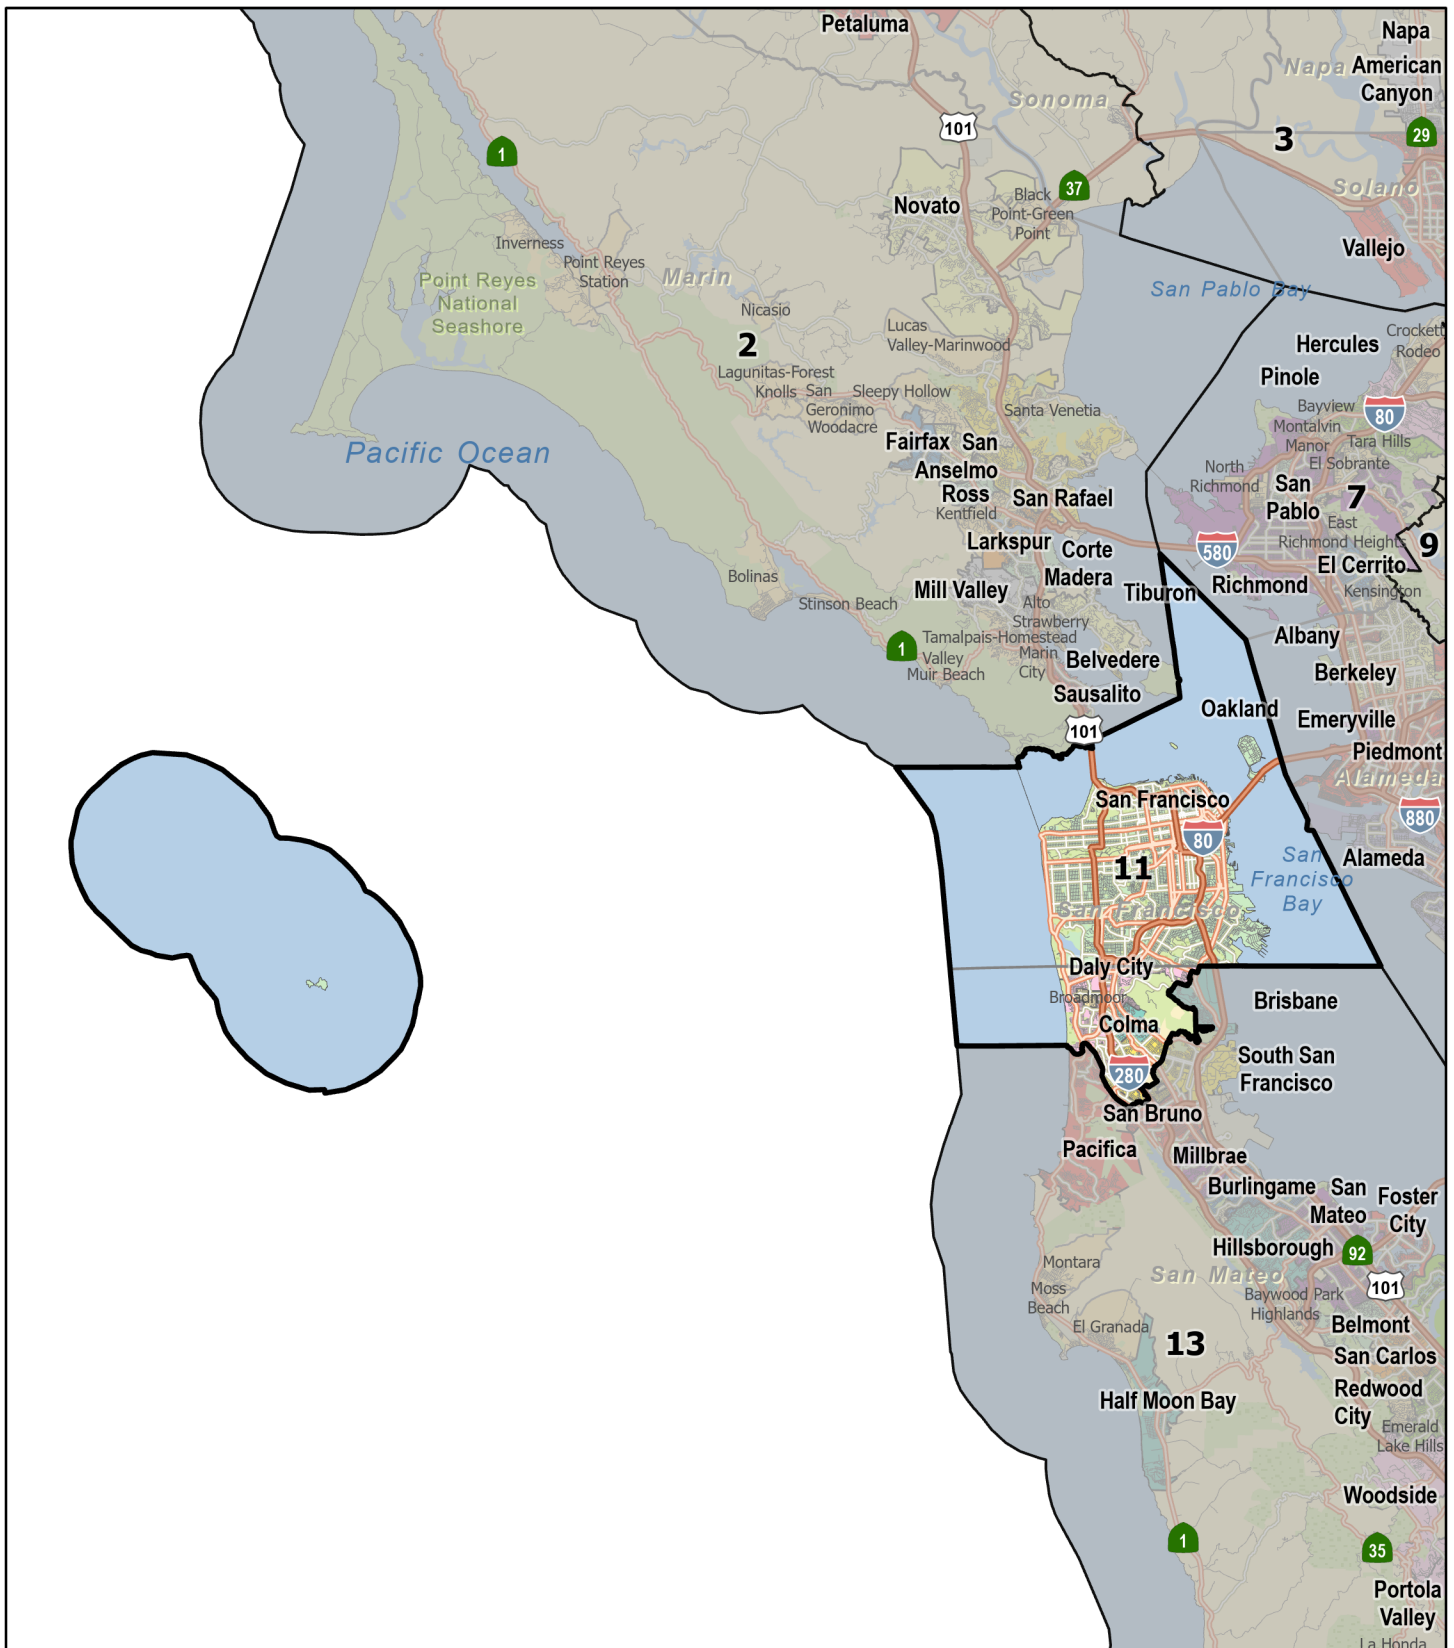 Petaluma
Napa
Napa
American
Canyon
Sonoma
101
3
29
1
37
Solano
Novato
Black
Point-Green
Point
Vallejo
Inverness
Point Reyes
Station
Marin
Point Reyes
National
Seashore
San Pablo Bay
Nicasio
Lucas
Valley-Marinwood
2
Crockett
Rodeo
Hercules
Pinole
Lagunitas-Forest
Knolls
San
Geronimo
Woodacre
Sleepy Hollow
Santa Venetia
Bayview
Montalvin
Manor
80
Tara Hills
El Sobrante
Pacific Ocean
Fairfax
San
Anselmo
Ross
Kentfield
San Rafael
North
Richmond
San
Pablo
7
East
Richmond Heights
9
Larkspur
Corte
Madera
580
El Cerrito
Bolinas
Stinson Beach
Mill Valley
Alto
Strawberry
Tiburon
Richmond
Kensington
1
Tamalpais-Homestead
Valley
Marin
City
Muir Beach
Belvedere
Albany
Berkeley
Sausalito
Oakland
Emeryville
101
Piedmont
Alameda
San Francisco
80
880
11
San
Francisco
Bay
Alameda
San Francisco
Daly City
Broadmoor
Colma
Brisbane
280
South San
Francisco
San Bruno
Pacifica
Millbrae
Burlingame
San
Mateo
Foster
City
Hillsborough
92
Montara
San Mateo
101
Moss
Beach
Baywood Park
Highlands
El Granada
Belmont
13
San Carlos
Half Moon Bay
Redwood
City
Emerald
Lake Hills
Woodside
1
35
Portola
Valley
La Honda